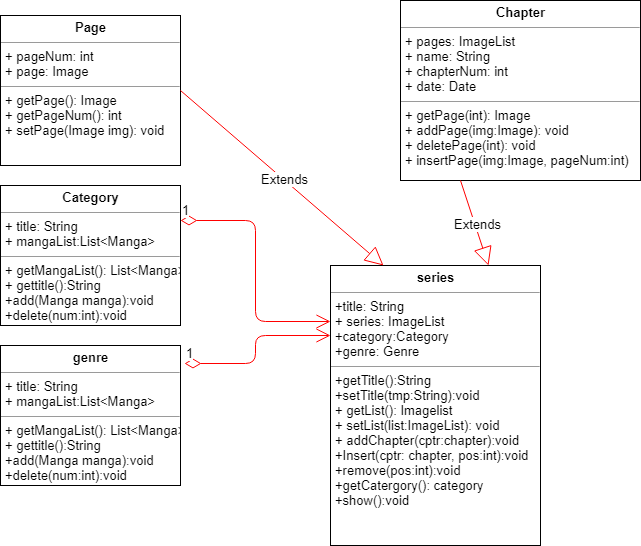 Page
+ pageNum: int
+ page: Image
+ getPage(): Image
+ getPageNum(): int
+ setPage(Image img): void
Chapter
+ pages: ImageList
+ name: String
+ chapterNum: int
+ date: Date
+ getPage(int): Image
+ addPage(img:Image): void
+ deletePage(int): void
+ insertPage(img:Image, pageNum:int)
Extends
Extends
Category
+ title: String
+ mangaList:List<Manga>
+ getMangaList(): List<Manga>
+ gettitle():String
+add(Manga manga):void
+delete(num:int):void
1
genre
+ title: String
+ mangaList:List<Manga>
+ getMangaList(): List<Manga>
+ gettitle():String
+add(Manga manga):void
+delete(num:int):void
1
series
+title: String
+ series: ImageList
+category:Category
+genre: Genre
+getTitle():String
+setTitle(tmp:String):void
+ getList(): Imagelist
+ setList(list:ImageList): void
+ addChapter(cptr:chapter):void
+Insert(cptr: chapter, pos:int):void
+remove(pos:int):void
+getCatergory(): category
+show():void